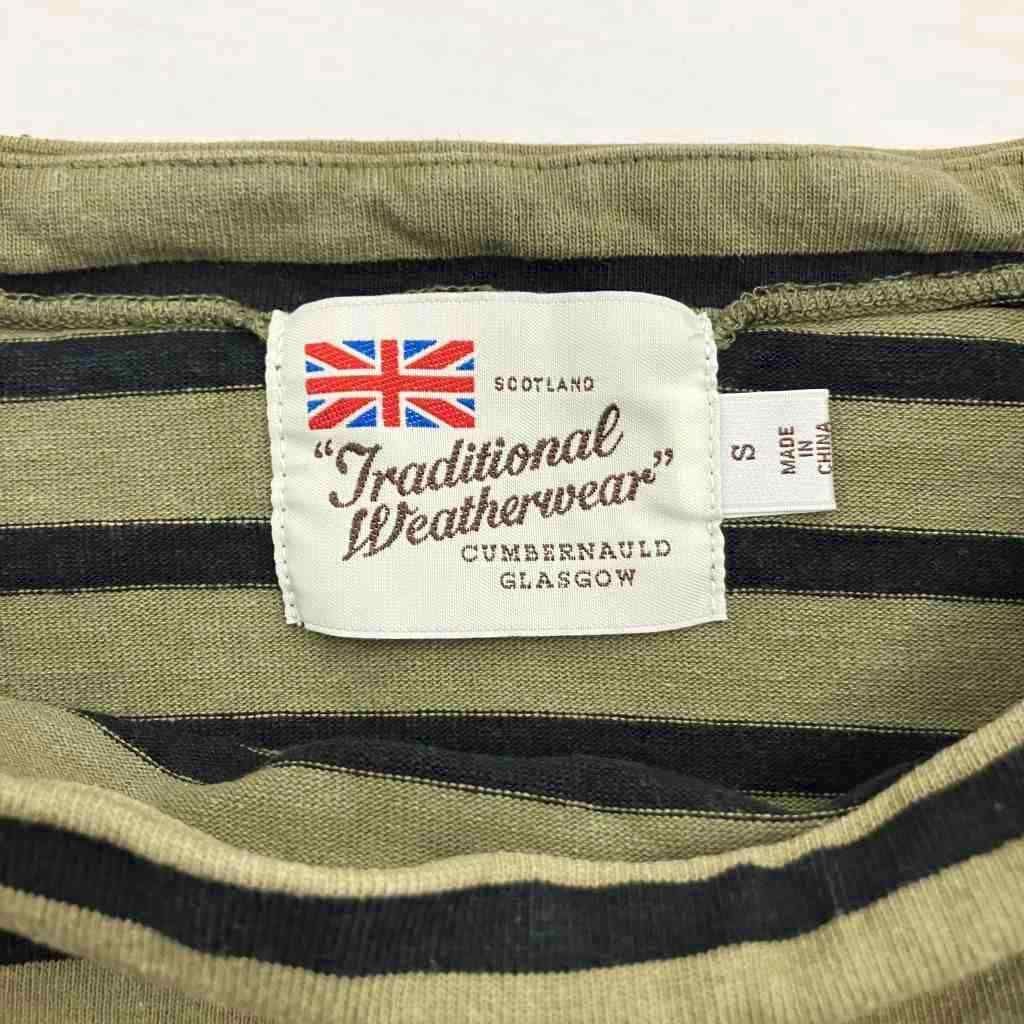 SCOTLAND
"Traditional
Weatherwear"
CUMBERNAULD
GLASGOW
S
MADE
IN
CHINA